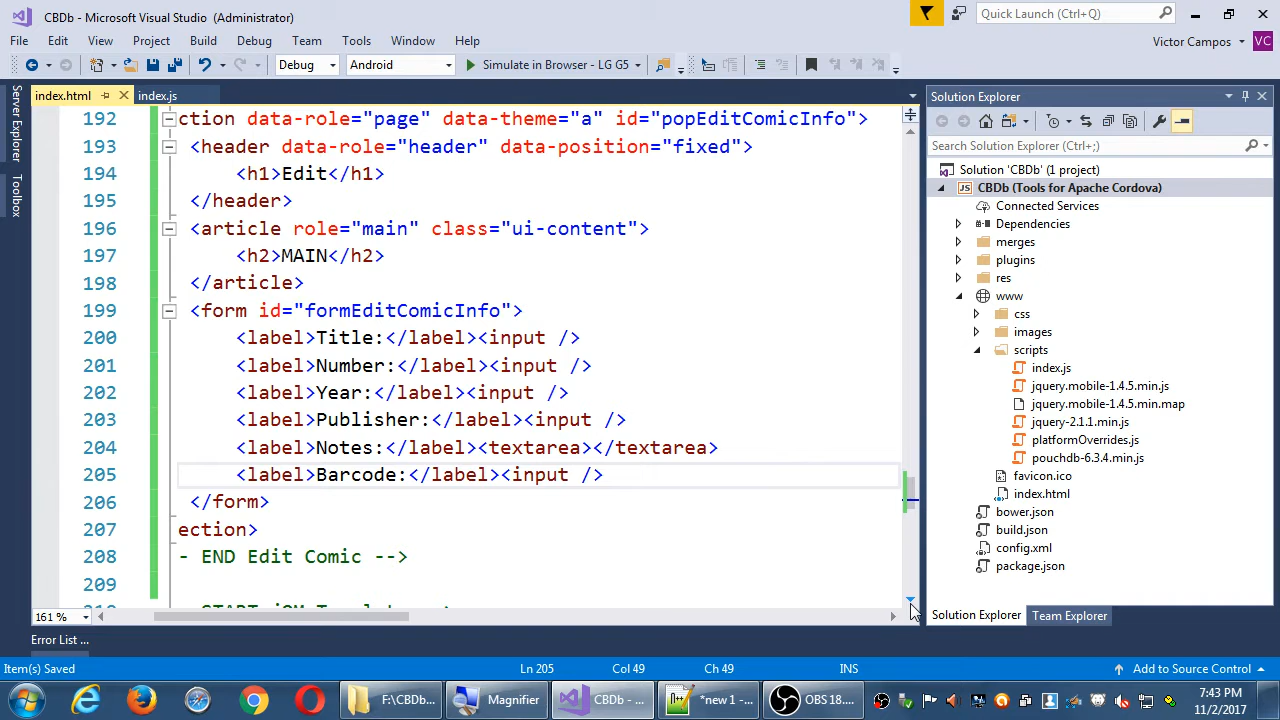 CBDb - Microsoft Visual Studio (Administrator)
Quick Launch (Ctrl+Q)
File Edit View Project Build Debug Team Tools Window Help
Victor Campos VC
Debug Android Simulate in Browser - LG G5
Server Explorer
Toolbox
index.html index.js
192 ction data-role="page" data-theme="a" id="popEditComicInfo">
193 <header data-role="header" data-position="fixed">
194 <h1>Edit</h1>
195 </header>
196 <article role="main" class="ui-content">
197 <h2>MAIN</h2>
198 </article>
199 <form id="formEditComicInfo">
200 <label>Title:</label><input />
201 <label>Number:</label><input />
202 <label>Year:</label><input />
203 <label>Publisher:</label><input />
204 <label>Notes:</label><textarea></textarea>
205 <label>Barcode:</label><input />
206 </form>
207 ection>
208 - END Edit Comic -->
209
161 %
Error List ...
Solution Explorer
Search Solution Explorer (Ctrl+;)
Solution 'CBDb' (1 project)
JS CBDb (Tools for Apache Cordova)
Connected Services
Dependencies
merges
plugins
res
www
css
images
scripts
index.js
jquery.mobile-1.4.5.min.js
jquery.mobile-1.4.5.min.map
jquery-2.1.1.min.js
platformOverrides.js
pouchdb-6.3.4.min.js
favicon.ico
index.html
bower.json
build.json
config.xml
package.json
Solution Explorer Team Explorer
Item(s) Saved Ln 205 Col 49 Ch 49 INS Add to Source Control
F:\CBDb... Magnifier CBDb - ... *new 1 -... OBS 18....
7:43 PM
11/2/2017